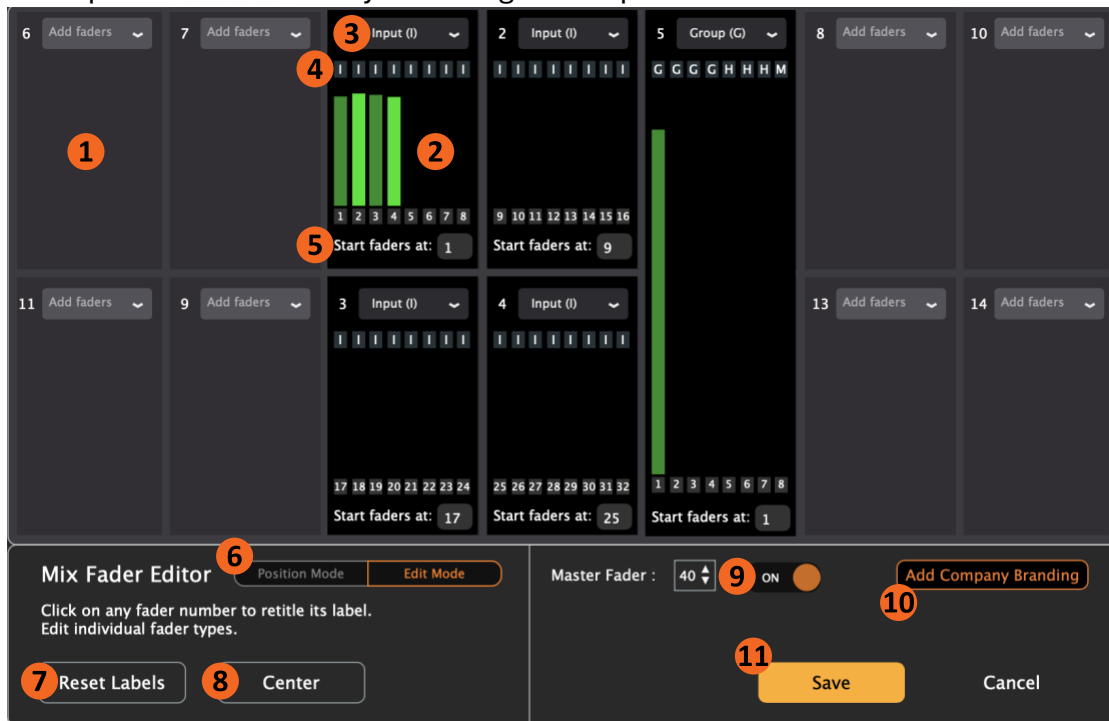 6 Add faders 7 Add faders 3 Input (I) 2 Input (I) 5 Group (G) 8 Add faders 10 Add faders
4 I I I I I I I I I I I I I I I I G G G G H H H M
1 2
1 2 3 4 5 6 7 8 9 10 11 12 13 14 15 16
5 Start faders at: 1 Start faders at: 9
11 Add faders 9 Add faders 3 Input (I) 4 Input (I) 13 Add faders 14 Add faders
I I I I I I I I I I I I I I I I
17 18 19 20 21 22 23 24 25 26 27 28 29 30 31 32 1 2 3 4 5 6 7 8
Start faders at: 17 Start faders at: 25 Start faders at: 1
Mix Fader Editor 6 Position Mode Edit Mode Master Fader : 40 9 ON Add Company Branding
10
Click on any fader number to retitle its label.
Edit individual fader types.
11
7 Reset Labels 8 Center Save Cancel